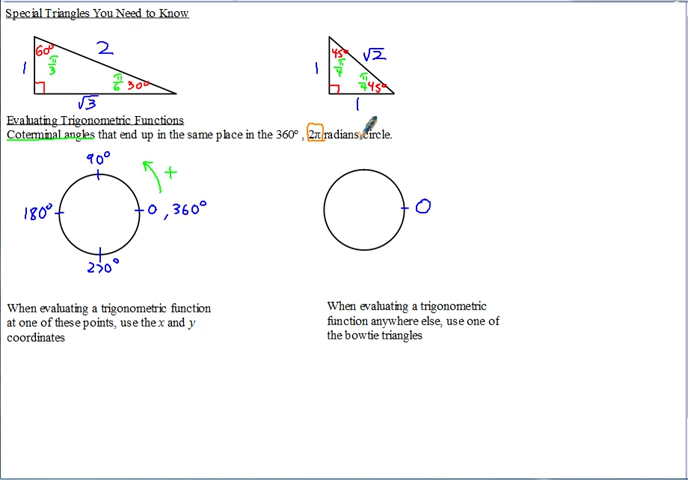 Special Triangles You Need to Know
60° 2
1 π/3 π/6 30°
√3
45° √2
1 π/4 π/4 45°
1
Evaluating Trigonometric Functions
Coterminal angles that end up in the same place in the 360° , 2π radians, circle.
90°
+
180° 0 , 360°
270°
0
When evaluating a trigonometric function
at one of these points, use the x and y
coordinates
When evaluating a trigonometric
function anywhere else, use one of
the bowtie triangles